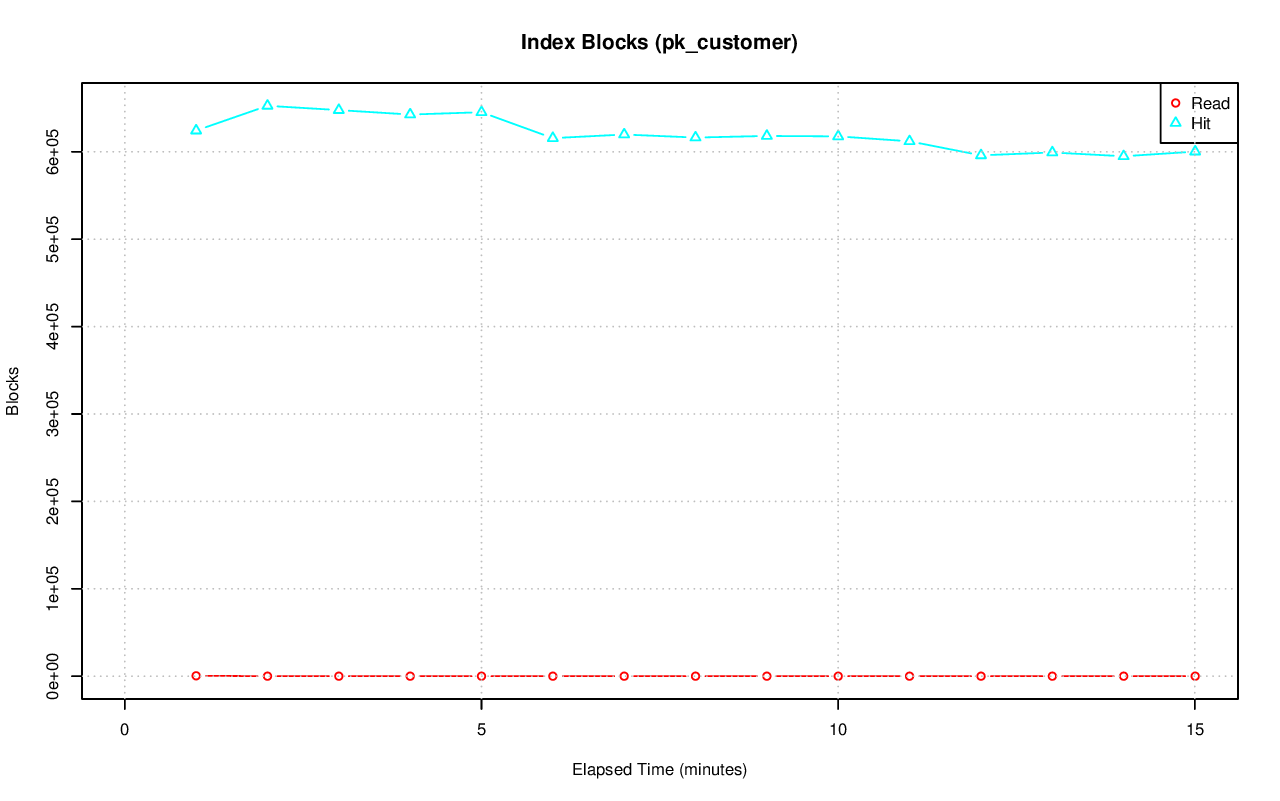 Index Blocks (pk_customer)
Read
Hit
6e+05
5e+05
4e+05
3e+05
2e+05
1e+05
0e+00
Blocks
0
5
10
15
Elapsed Time (minutes)